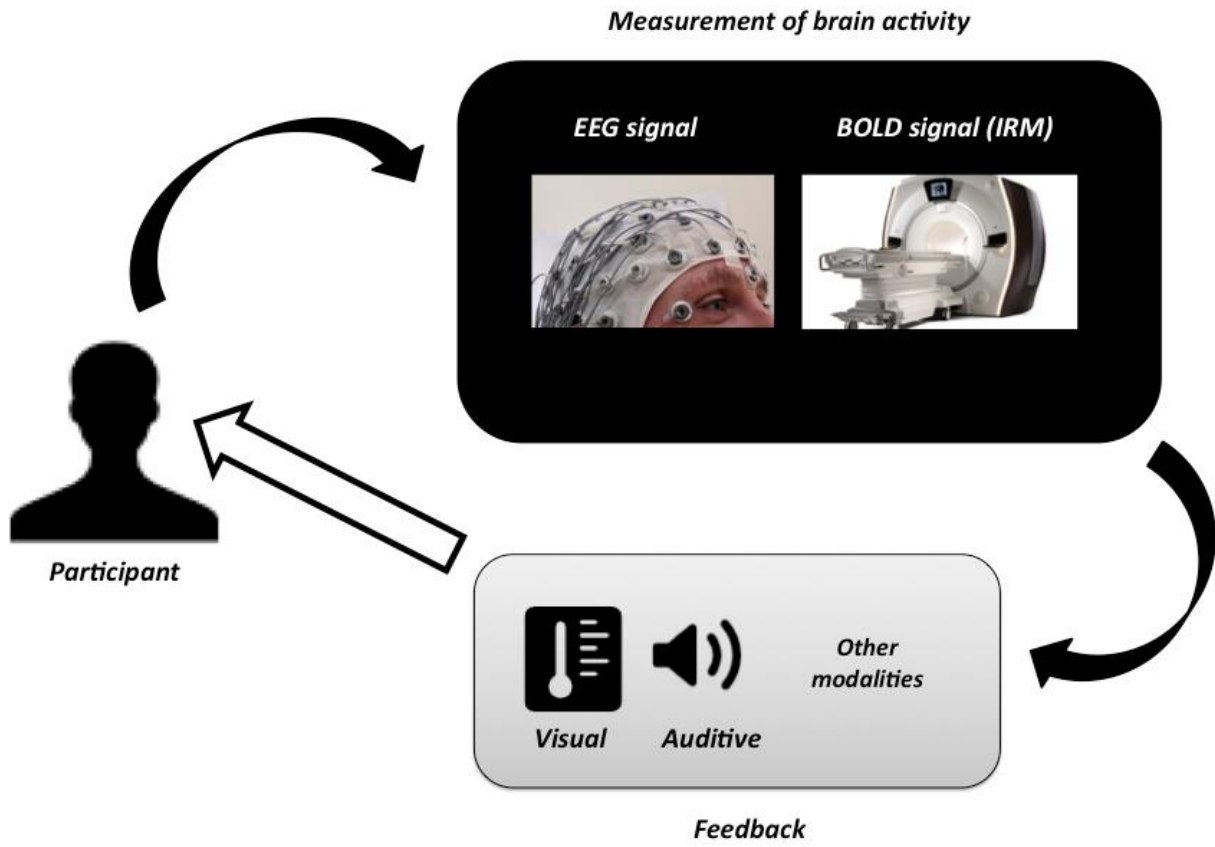 Measurement of brain activity
EEG signal
BOLD signal (IRM)
Participant
Other
modalities
Visual
Auditive
Feedback